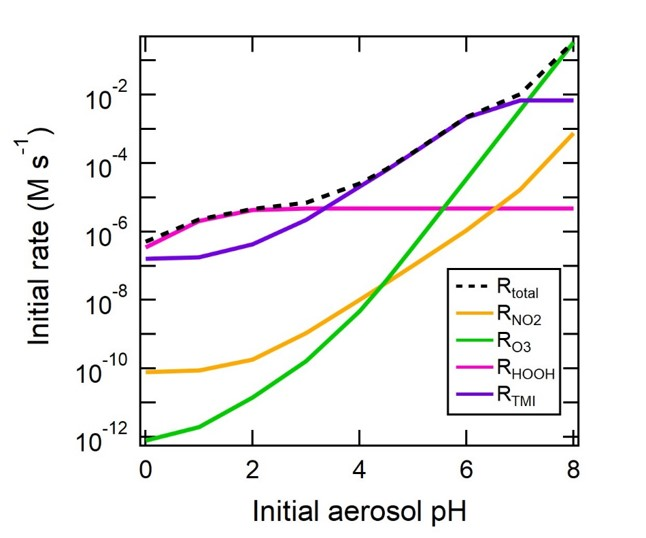 Initial rate (M s⁻¹)
10⁻²
10⁻⁴
10⁻⁶
10⁻⁸
10⁻¹⁰
10⁻¹²
R_total
R_NO2
R_O3
R_HOOH
R_TMI
0 2 4 6 8
Initial aerosol pH